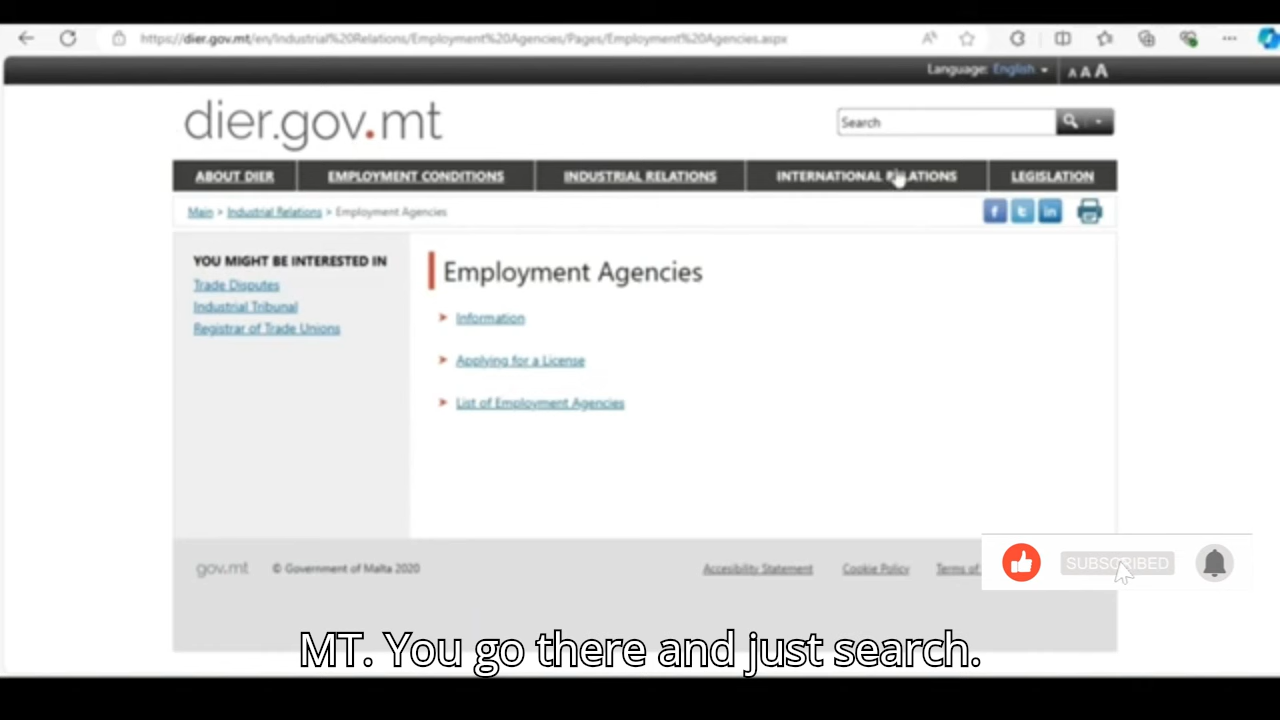 https://dier.gov.mt/en/Industrial%20Relations/Employment%20Agencies/Pages/Employment%20Agencies.aspx
Language: English
A A A
dier.gov.mt
Search
ABOUT DIER
EMPLOYMENT CONDITIONS
INDUSTRIAL RELATIONS
INTERNATIONAL RELATIONS
LEGISLATION
Main > Industrial Relations > Employment Agencies
YOU MIGHT BE INTERESTED IN
Trade Disputes
Industrial Tribunal
Registrar of Trade Unions
Employment Agencies
Information
Applying for a License
List of Employment Agencies
gov.mt
© Government of Malta 2020
Accesibility Statement
Cookie Policy
Terms of
SUBSCRIBED
MT. You go there and just search.